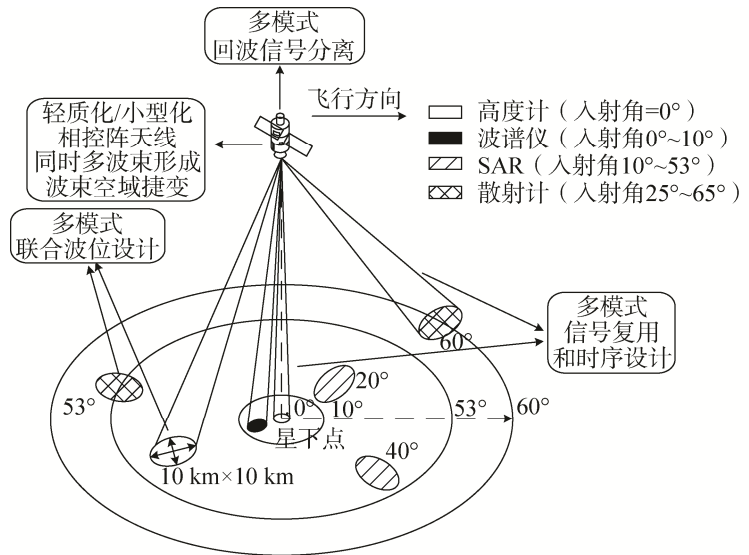 多模式
回波信号分离
飞行方向
轻质化/小型化
相控阵天线
同时多波束形成
波束空域捷变
高度计（入射角=0°）
波谱仪（入射角0°~10°）
SAR（入射角10°~53°）
散射计（入射角25°~65°）
多模式
联合波位设计
多模式
信号复用
和时序设计
60°
20°
53°
0°
10°
53°
60°
星下点
40°
10 km×10 km